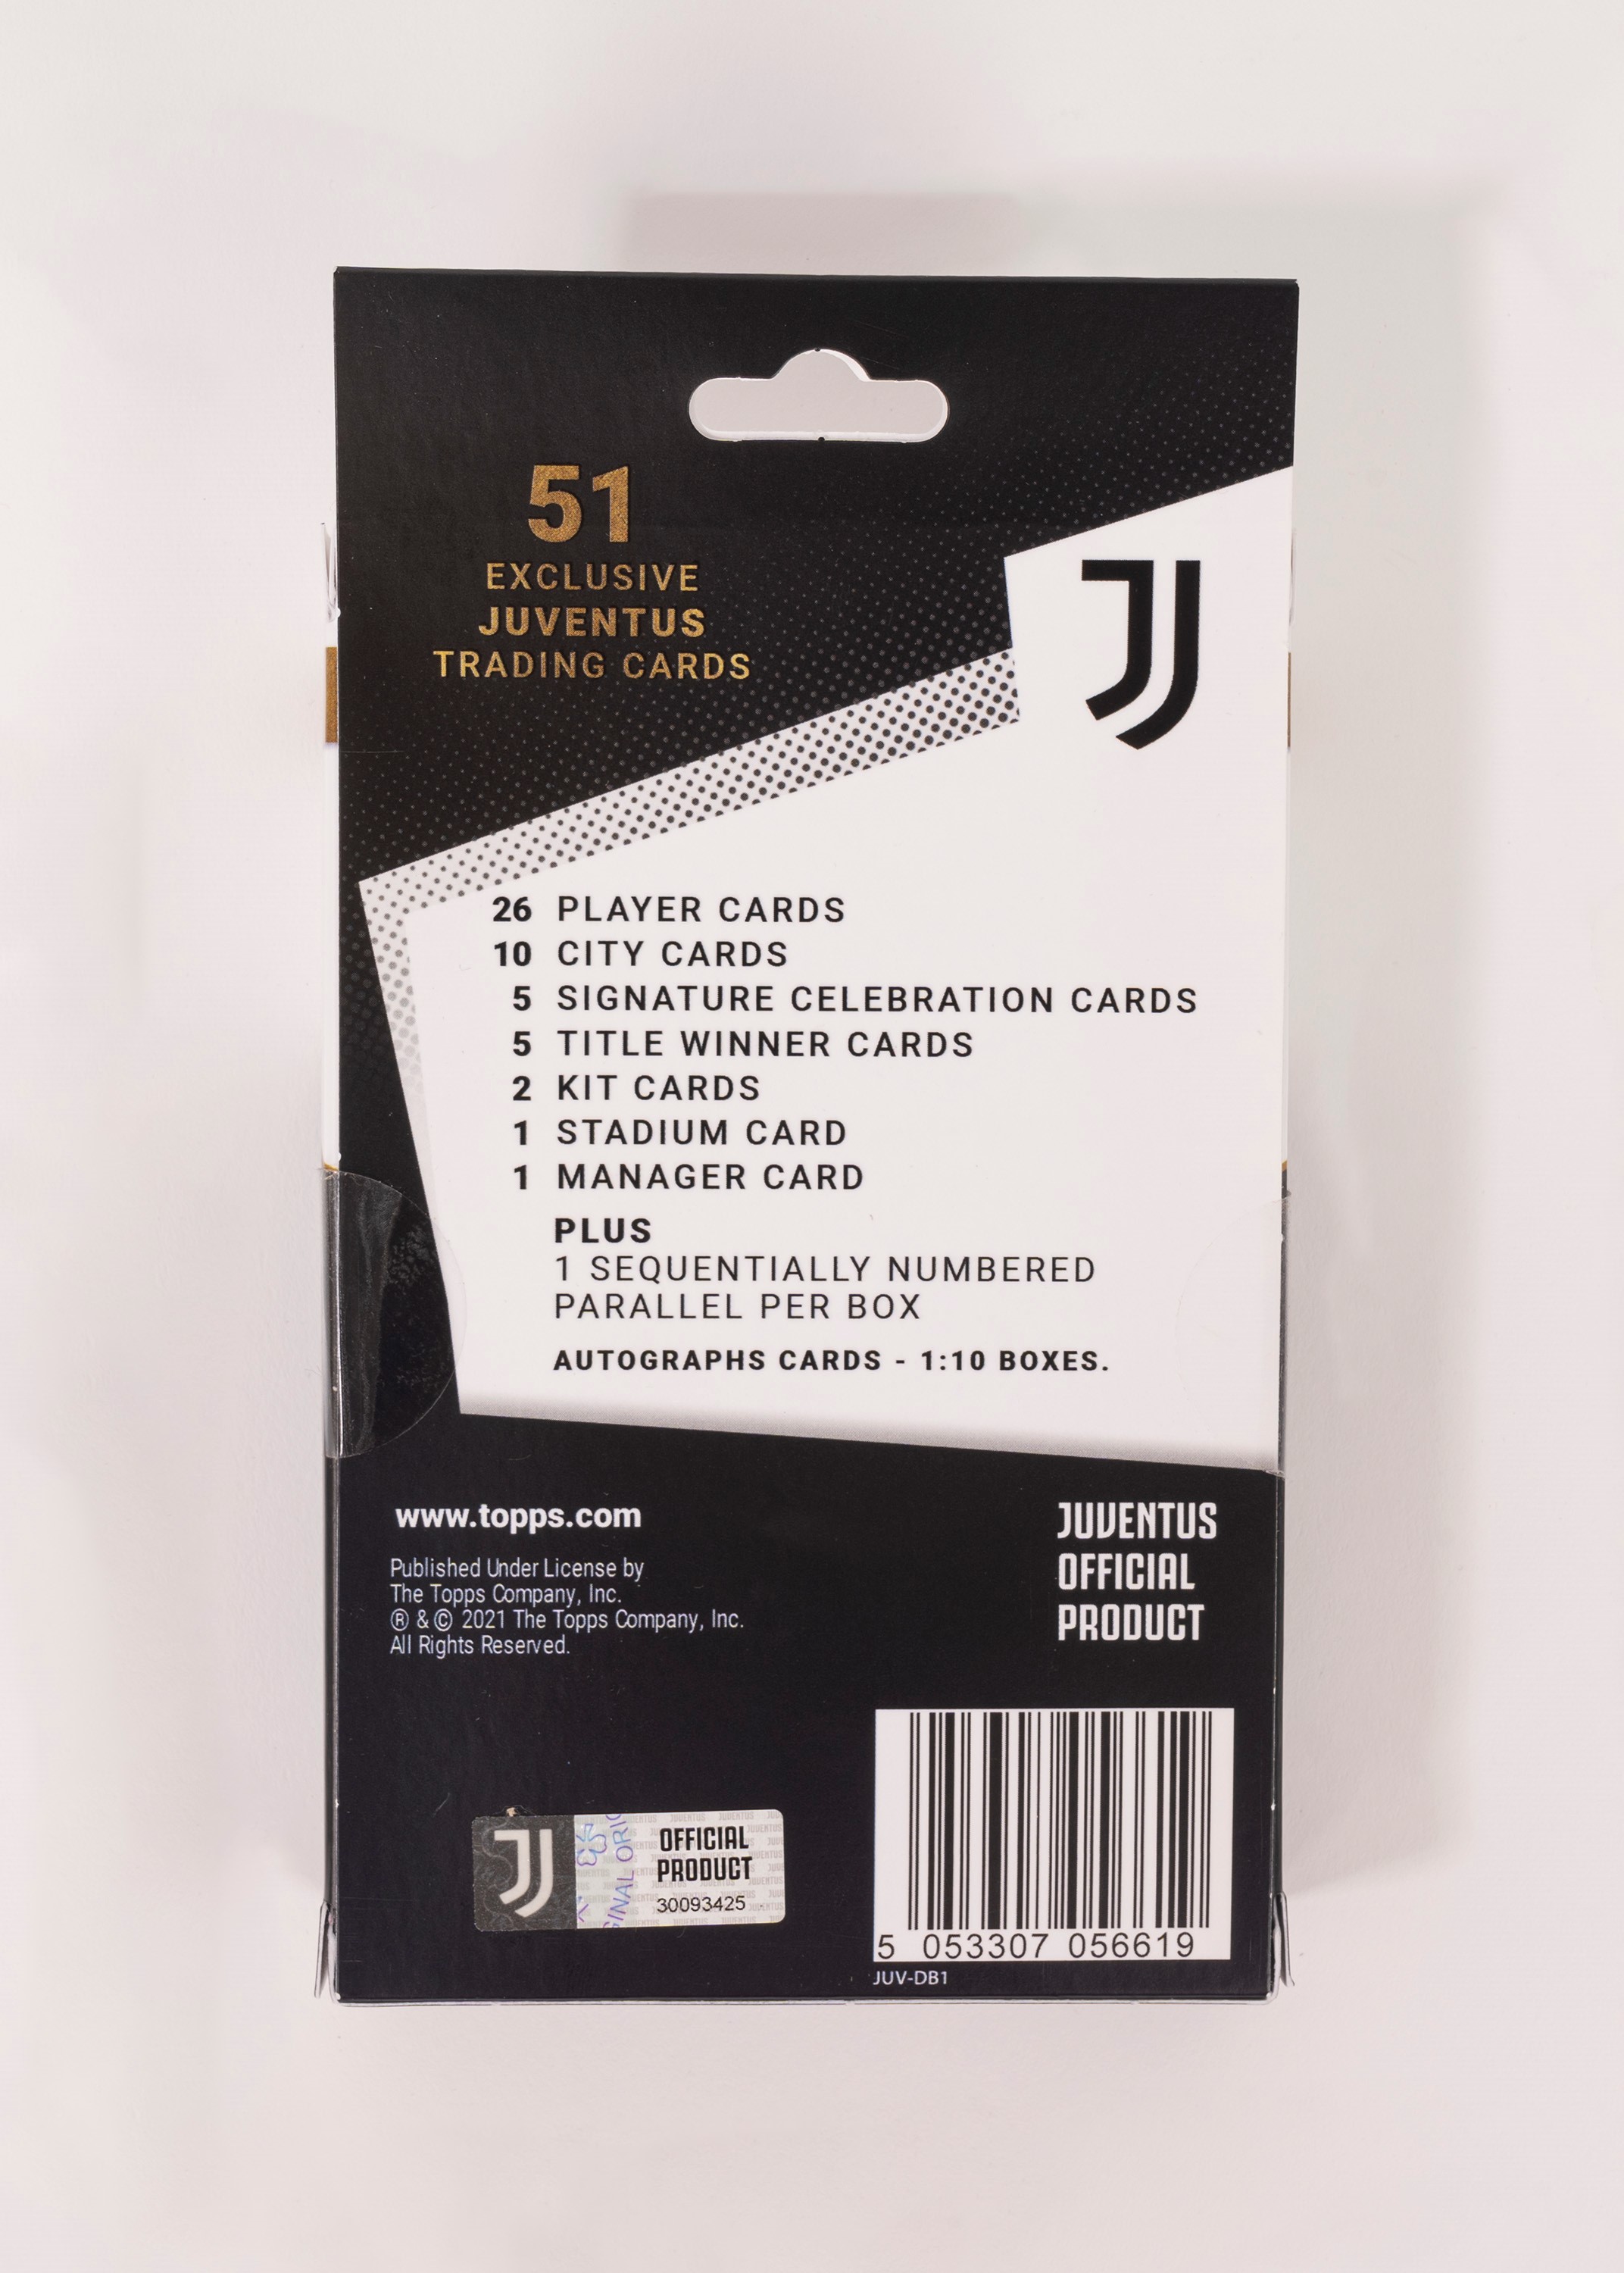 51
EXCLUSIVE
JUVENTUS
TRADING CARDS
26 PLAYER CARDS
10 CITY CARDS
5 SIGNATURE CELEBRATION CARDS
5 TITLE WINNER CARDS
2 KIT CARDS
1 STADIUM CARD
1 MANAGER CARD
PLUS
1 SEQUENTIALLY NUMBERED
PARALLEL PER BOX
AUTOGRAPHS CARDS - 1:10 BOXES.
www.topps.com
Published Under License by
The Topps Company, Inc.
® & © 2021 The Topps Company, Inc.
All Rights Reserved.
JUVENTUS
OFFICIAL
PRODUCT
OFFICIAL
PRODUCT
30093425
5 053307 056619
JUV-DB1